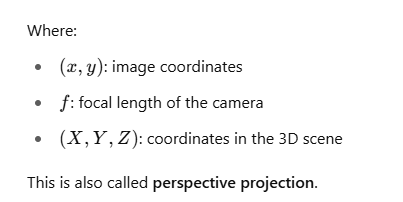 Where:
• (x, y): image coordinates
• f: focal length of the camera
• (X, Y, Z): coordinates in the 3D scene
This is also called perspective projection.